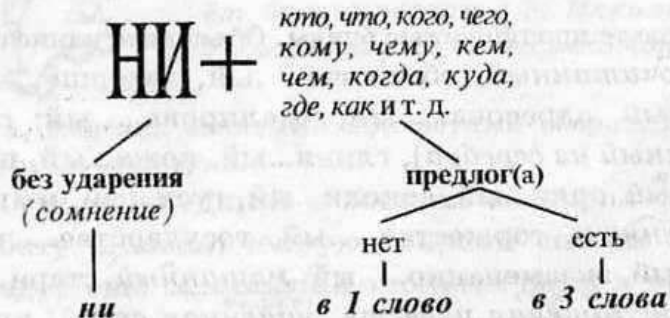 НИ+
кто, что, кого, чего,
кому, чему, кем,
чем, когда, куда,
где, как и т. д.
без ударения
(сомнение)
ни
предлог(а)
нет
есть
в 1 слово
в 3 слова